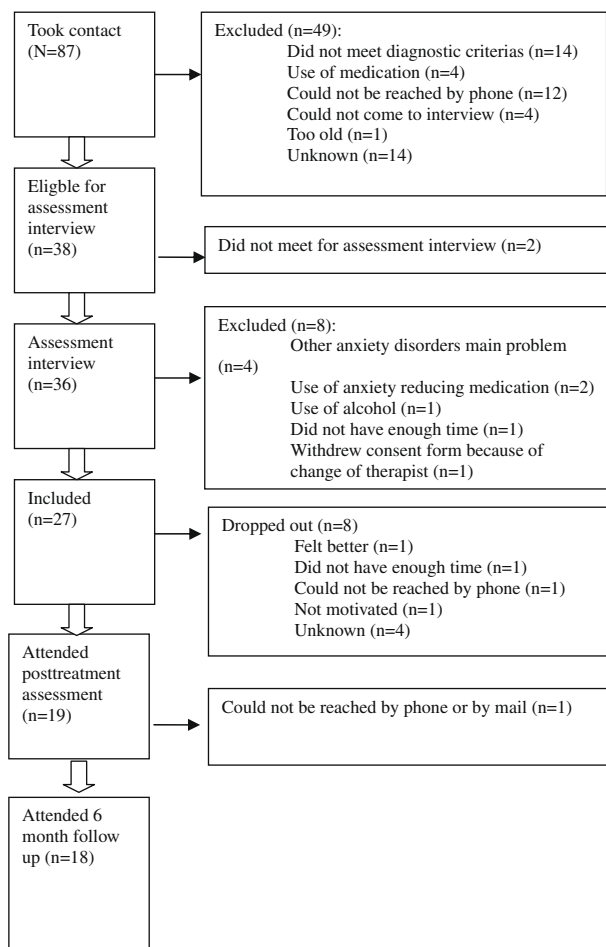 Took contact
(N=87)
Excluded (n=49):
Did not meet diagnostic criterias (n=14)
Use of medication (n=4)
Could not be reached by phone (n=12)
Could not come to interview (n=4)
Too old (n=1)
Unknown (n=14)
Eligble for
assessment
interview
(n=38)
Did not meet for assessment interview (n=2)
Assessment
interview
(n=36)
Excluded (n=8):
Other anxiety disorders main problem
(n=4)
Use of anxiety reducing medication (n=2)
Use of alcohol (n=1)
Did not have enough time (n=1)
Withdrew consent form because of
change of therapist (n=1)
Included
(n=27)
Dropped out (n=8)
Felt better (n=1)
Did not have enough time (n=1)
Could not be reached by phone (n=1)
Not motivated (n=1)
Unknown (n=4)
Attended
posttreatment
assessment
(n=19)
Could not be reached by phone or by mail (n=1)
Attended 6
month follow
up (n=18)